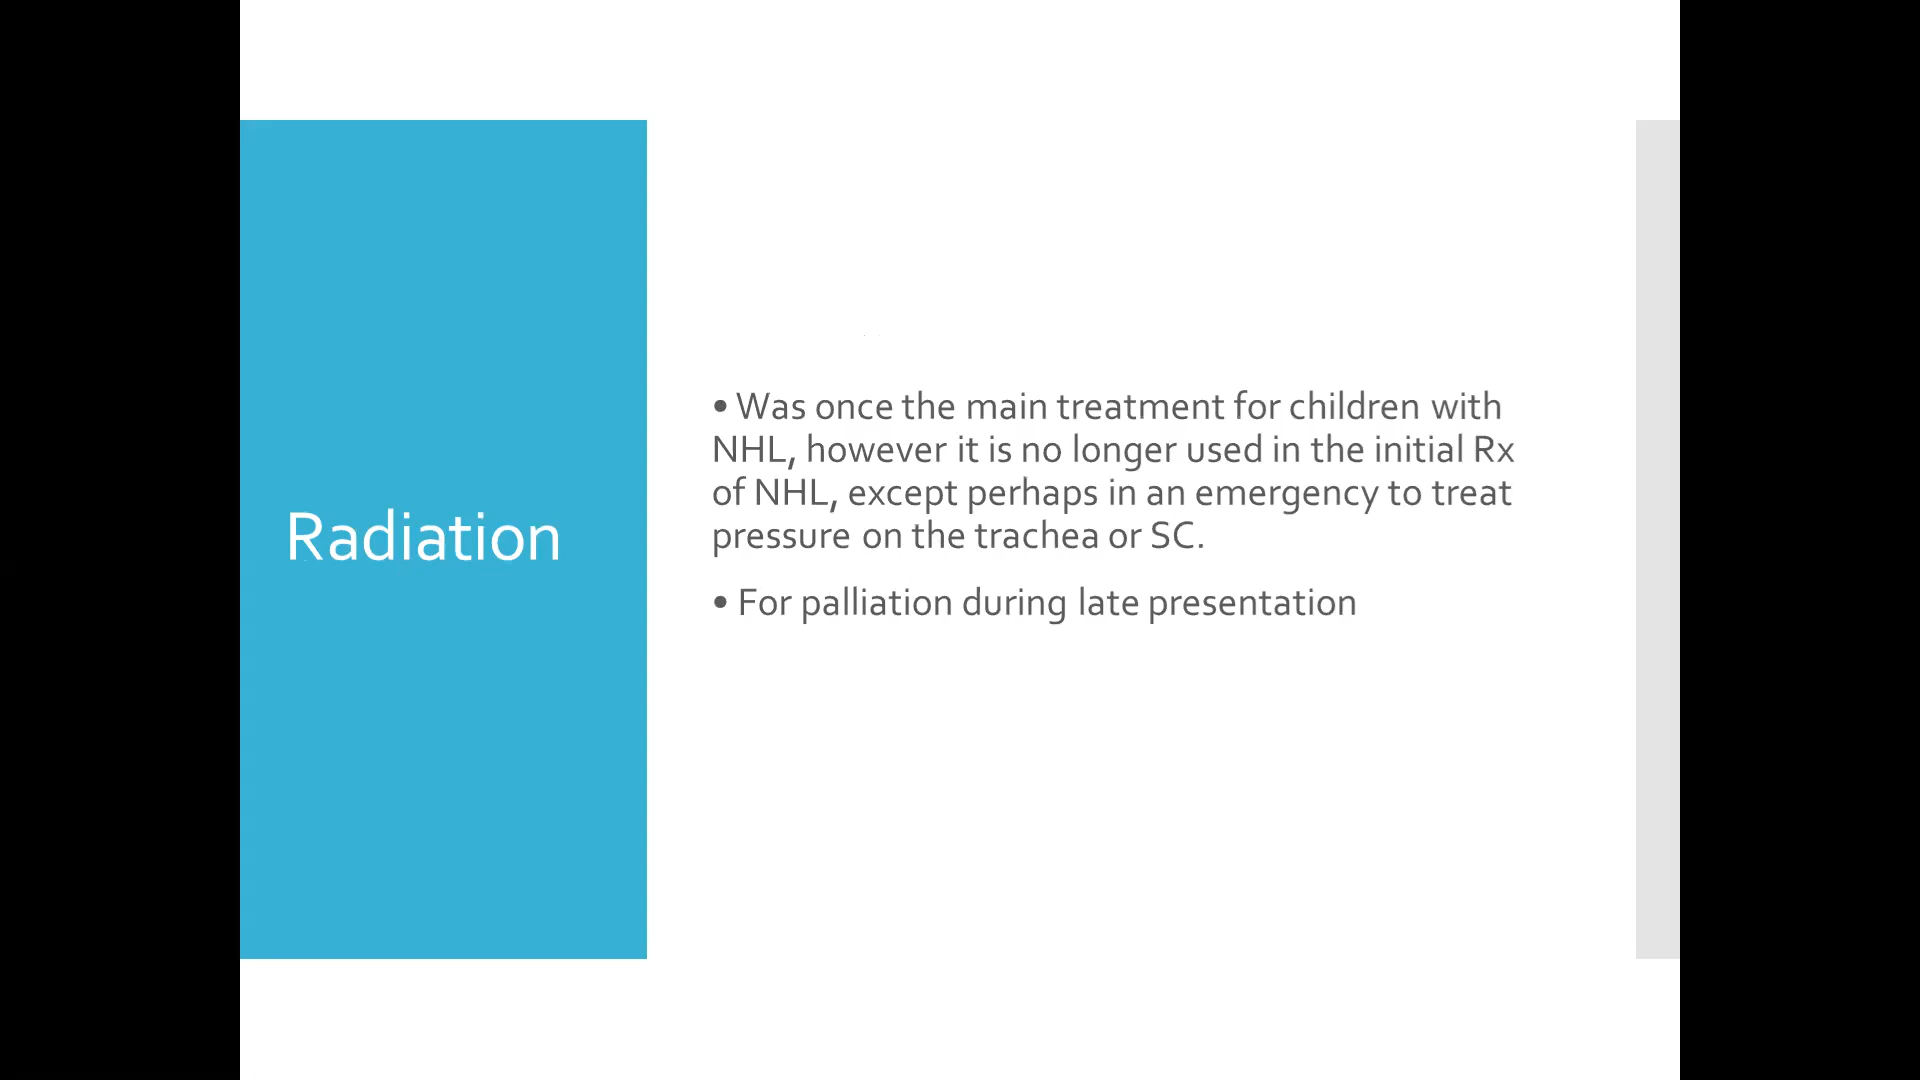 Radiation
• Was once the main treatment for children with
NHL, however it is no longer used in the initial Rx
of NHL, except perhaps in an emergency to treat
pressure on the trachea or SC.
• For palliation during late presentation